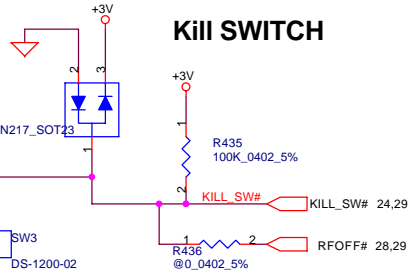 +3V
Kill SWITCH
+3V
2
3
N217_SOT23
1
1
R435
100K_0402_5%
2
KILL_SW#
KILL_SW# 24,29
1
2
RFOFF# 28,29
R436
@0_0402_5%
SW3
DS-1200-02